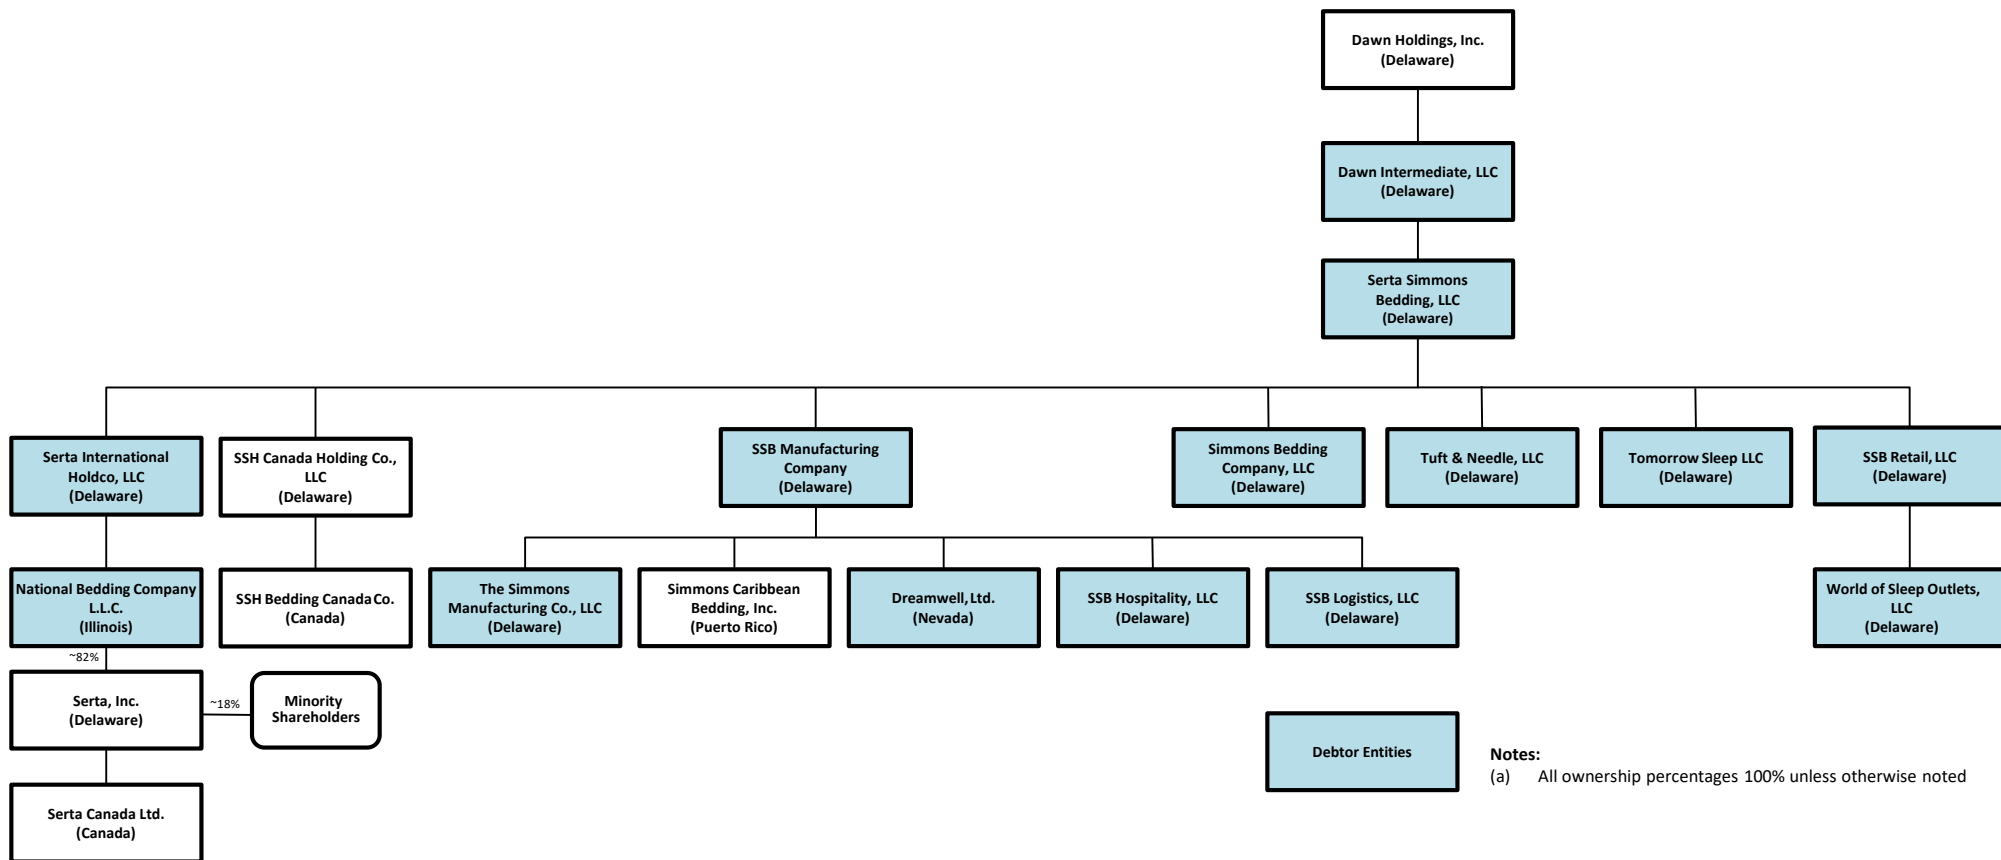 Dawn Holdings, Inc.
(Delaware)
Dawn Intermediate, LLC
(Delaware)
Serta Simmons
Bedding, LLC
(Delaware)
Serta International
Holdco, LLC
(Delaware)
SSH Canada Holding Co.,
LLC
(Delaware)
SSB Manufacturing
Company
(Delaware)
Simmons Bedding
Company, LLC
(Delaware)
Tuft & Needle, LLC
(Delaware)
Tomorrow Sleep LLC
(Delaware)
SSB Retail, LLC
(Delaware)
National Bedding Company
L.L.C.
(Illinois)
SSH Bedding Canada Co.
(Canada)
The Simmons
Manufacturing Co., LLC
(Delaware)
Simmons Caribbean
Bedding, Inc.
(Puerto Rico)
Dreamwell, Ltd.
(Nevada)
SSB Hospitality, LLC
(Delaware)
SSB Logistics, LLC
(Delaware)
World of Sleep Outlets,
LLC
(Delaware)
~82%
Serta, Inc.
(Delaware)
~18%
Minority
Shareholders
Serta Canada Ltd.
(Canada)
Debtor Entities
Notes:
(a) All ownership percentages 100% unless otherwise noted